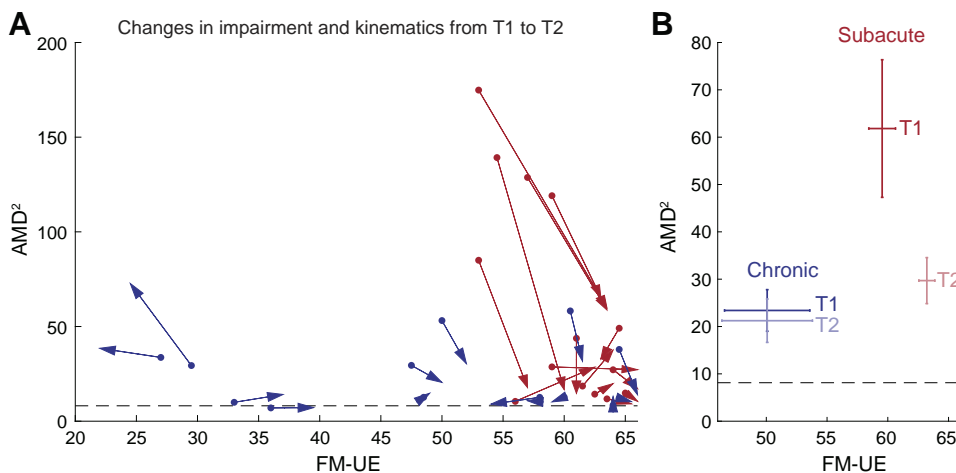 A
Changes in impairment and kinematics from T1 to T2
AMD²
200
150
100
50
0
20 25 30 35 40 45 50 55 60 65
FM-UE
B
AMD²
80
70
60
50
40
30
20
10
0
Subacute
T1
T2
Chronic
T1
T2
50 55 60 65
FM-UE